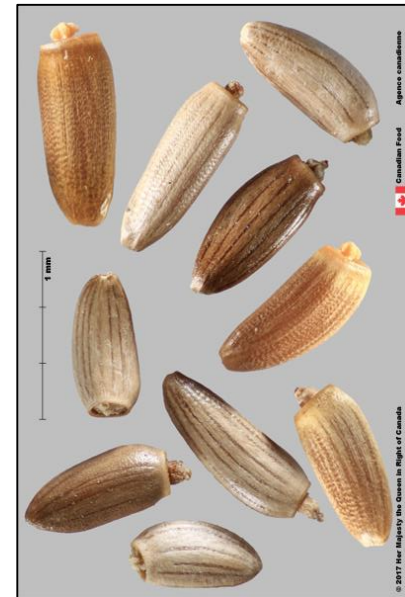 1 mm
Canadian Food
Agence canadienne
© 2017 Her Majesty the Queen in Right of Canada